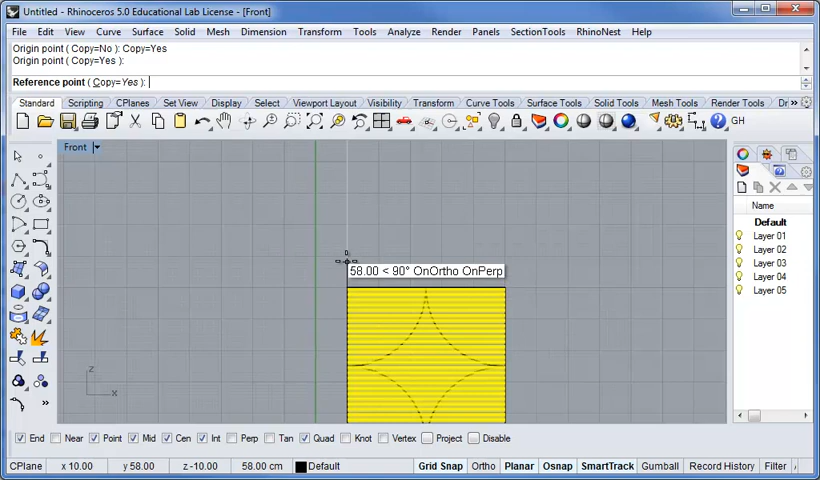 Untitled - Rhinoceros 5.0 Educational Lab License - [Front]
File Edit View Curve Surface Solid Mesh Dimension Transform Tools Analyze Render Panels SectionTools RhinoNest Help
Origin point ( Copy=No ): Copy=Yes
Origin point ( Copy=Yes ):
Reference point ( Copy=Yes ):
Standard CPlanes Set View Display Select Viewport Layout Visibility Transform Curve Tools Surface Tools Solid Tools Mesh Tools Render Tools Dr »
GH
Front
58.00 < 90° OnOrtho OnPerp
z
x
Name
Default
Layer 01
Layer 02
Layer 03
Layer 04
Layer 05
End Near Point Mid Cen Int Perp Tan Quad Knot Vertex Project Disable
CPlane x 10.00 y 58.00 z -10.00 58.00 cm Default Grid Snap Ortho Planar Osnap SmartTrack Gumball Record History Filter